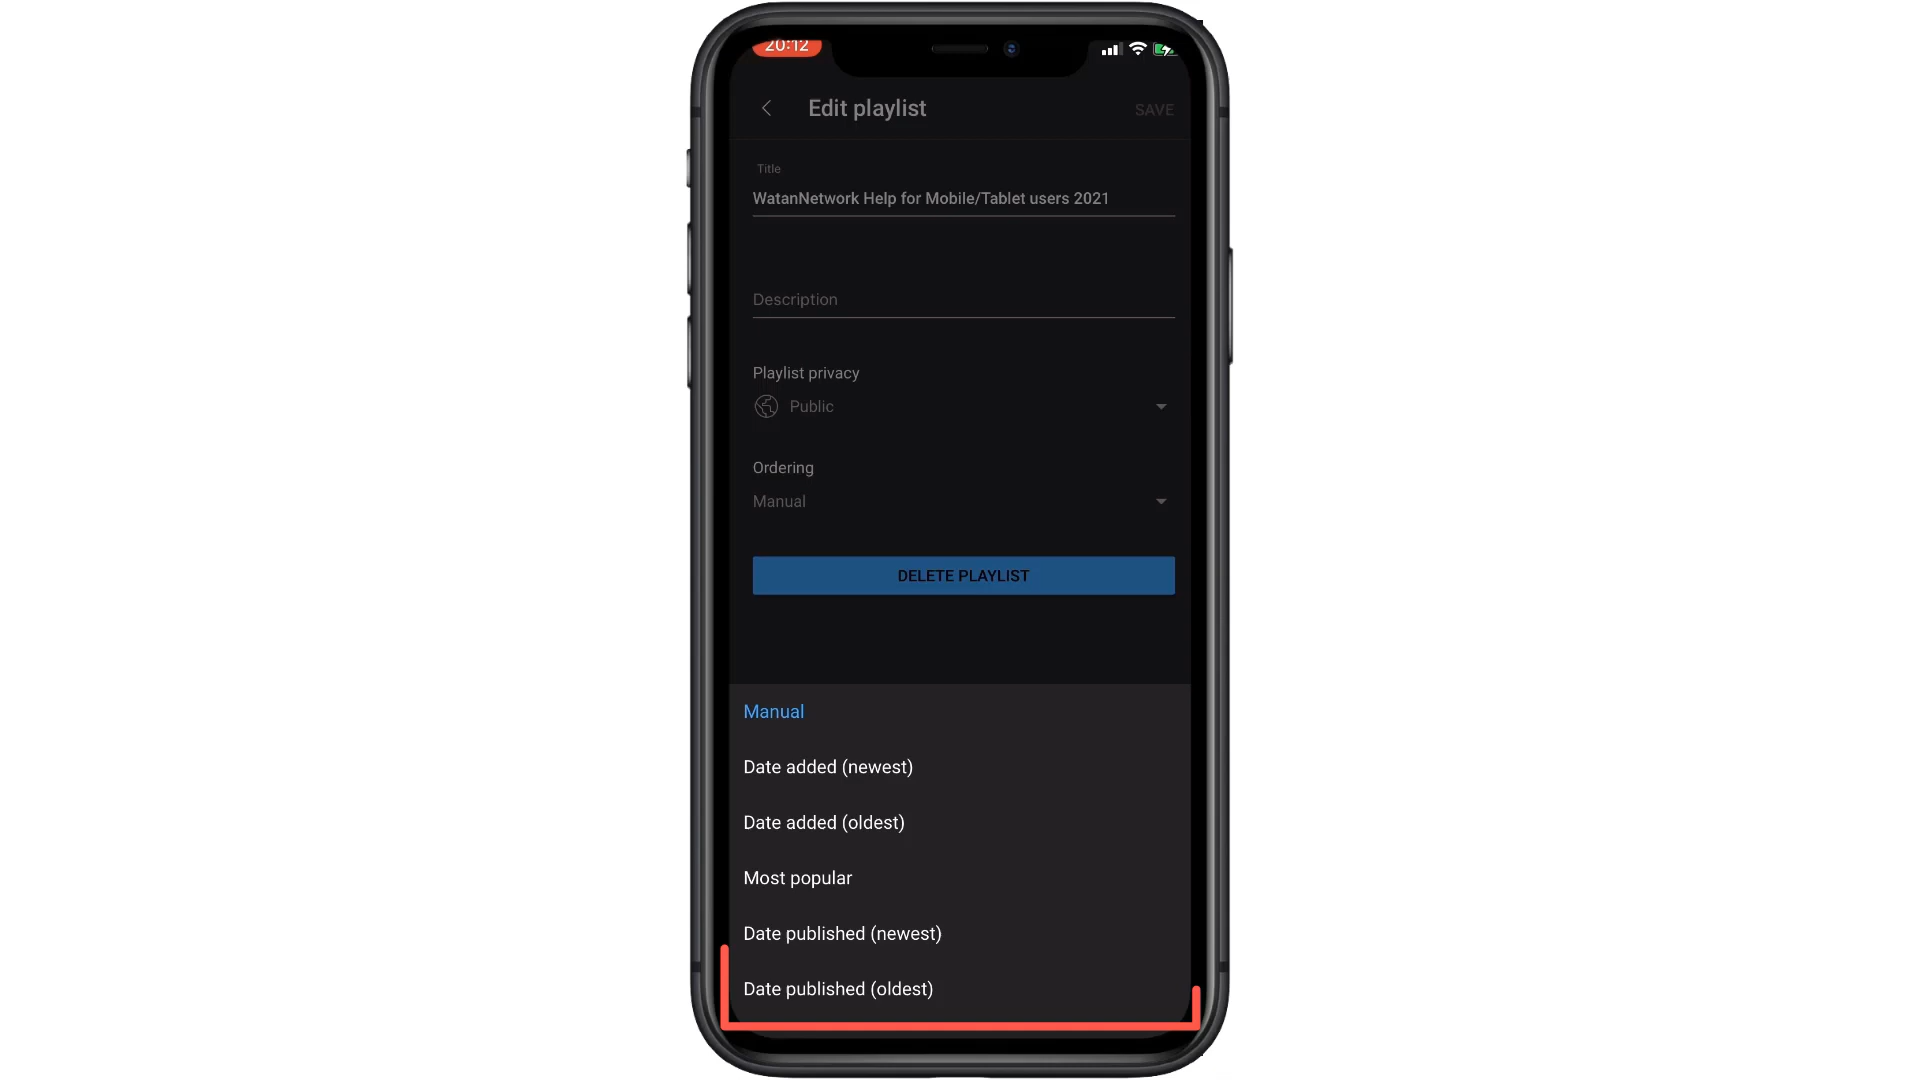 20:12
Edit playlist
SAVE
Title
WatanNetwork Help for Mobile/Tablet users 2021
Description
Playlist privacy
Public
Ordering
Manual
DELETE PLAYLIST
Manual
Date added (newest)
Date added (oldest)
Most popular
Date published (newest)
Date published (oldest)